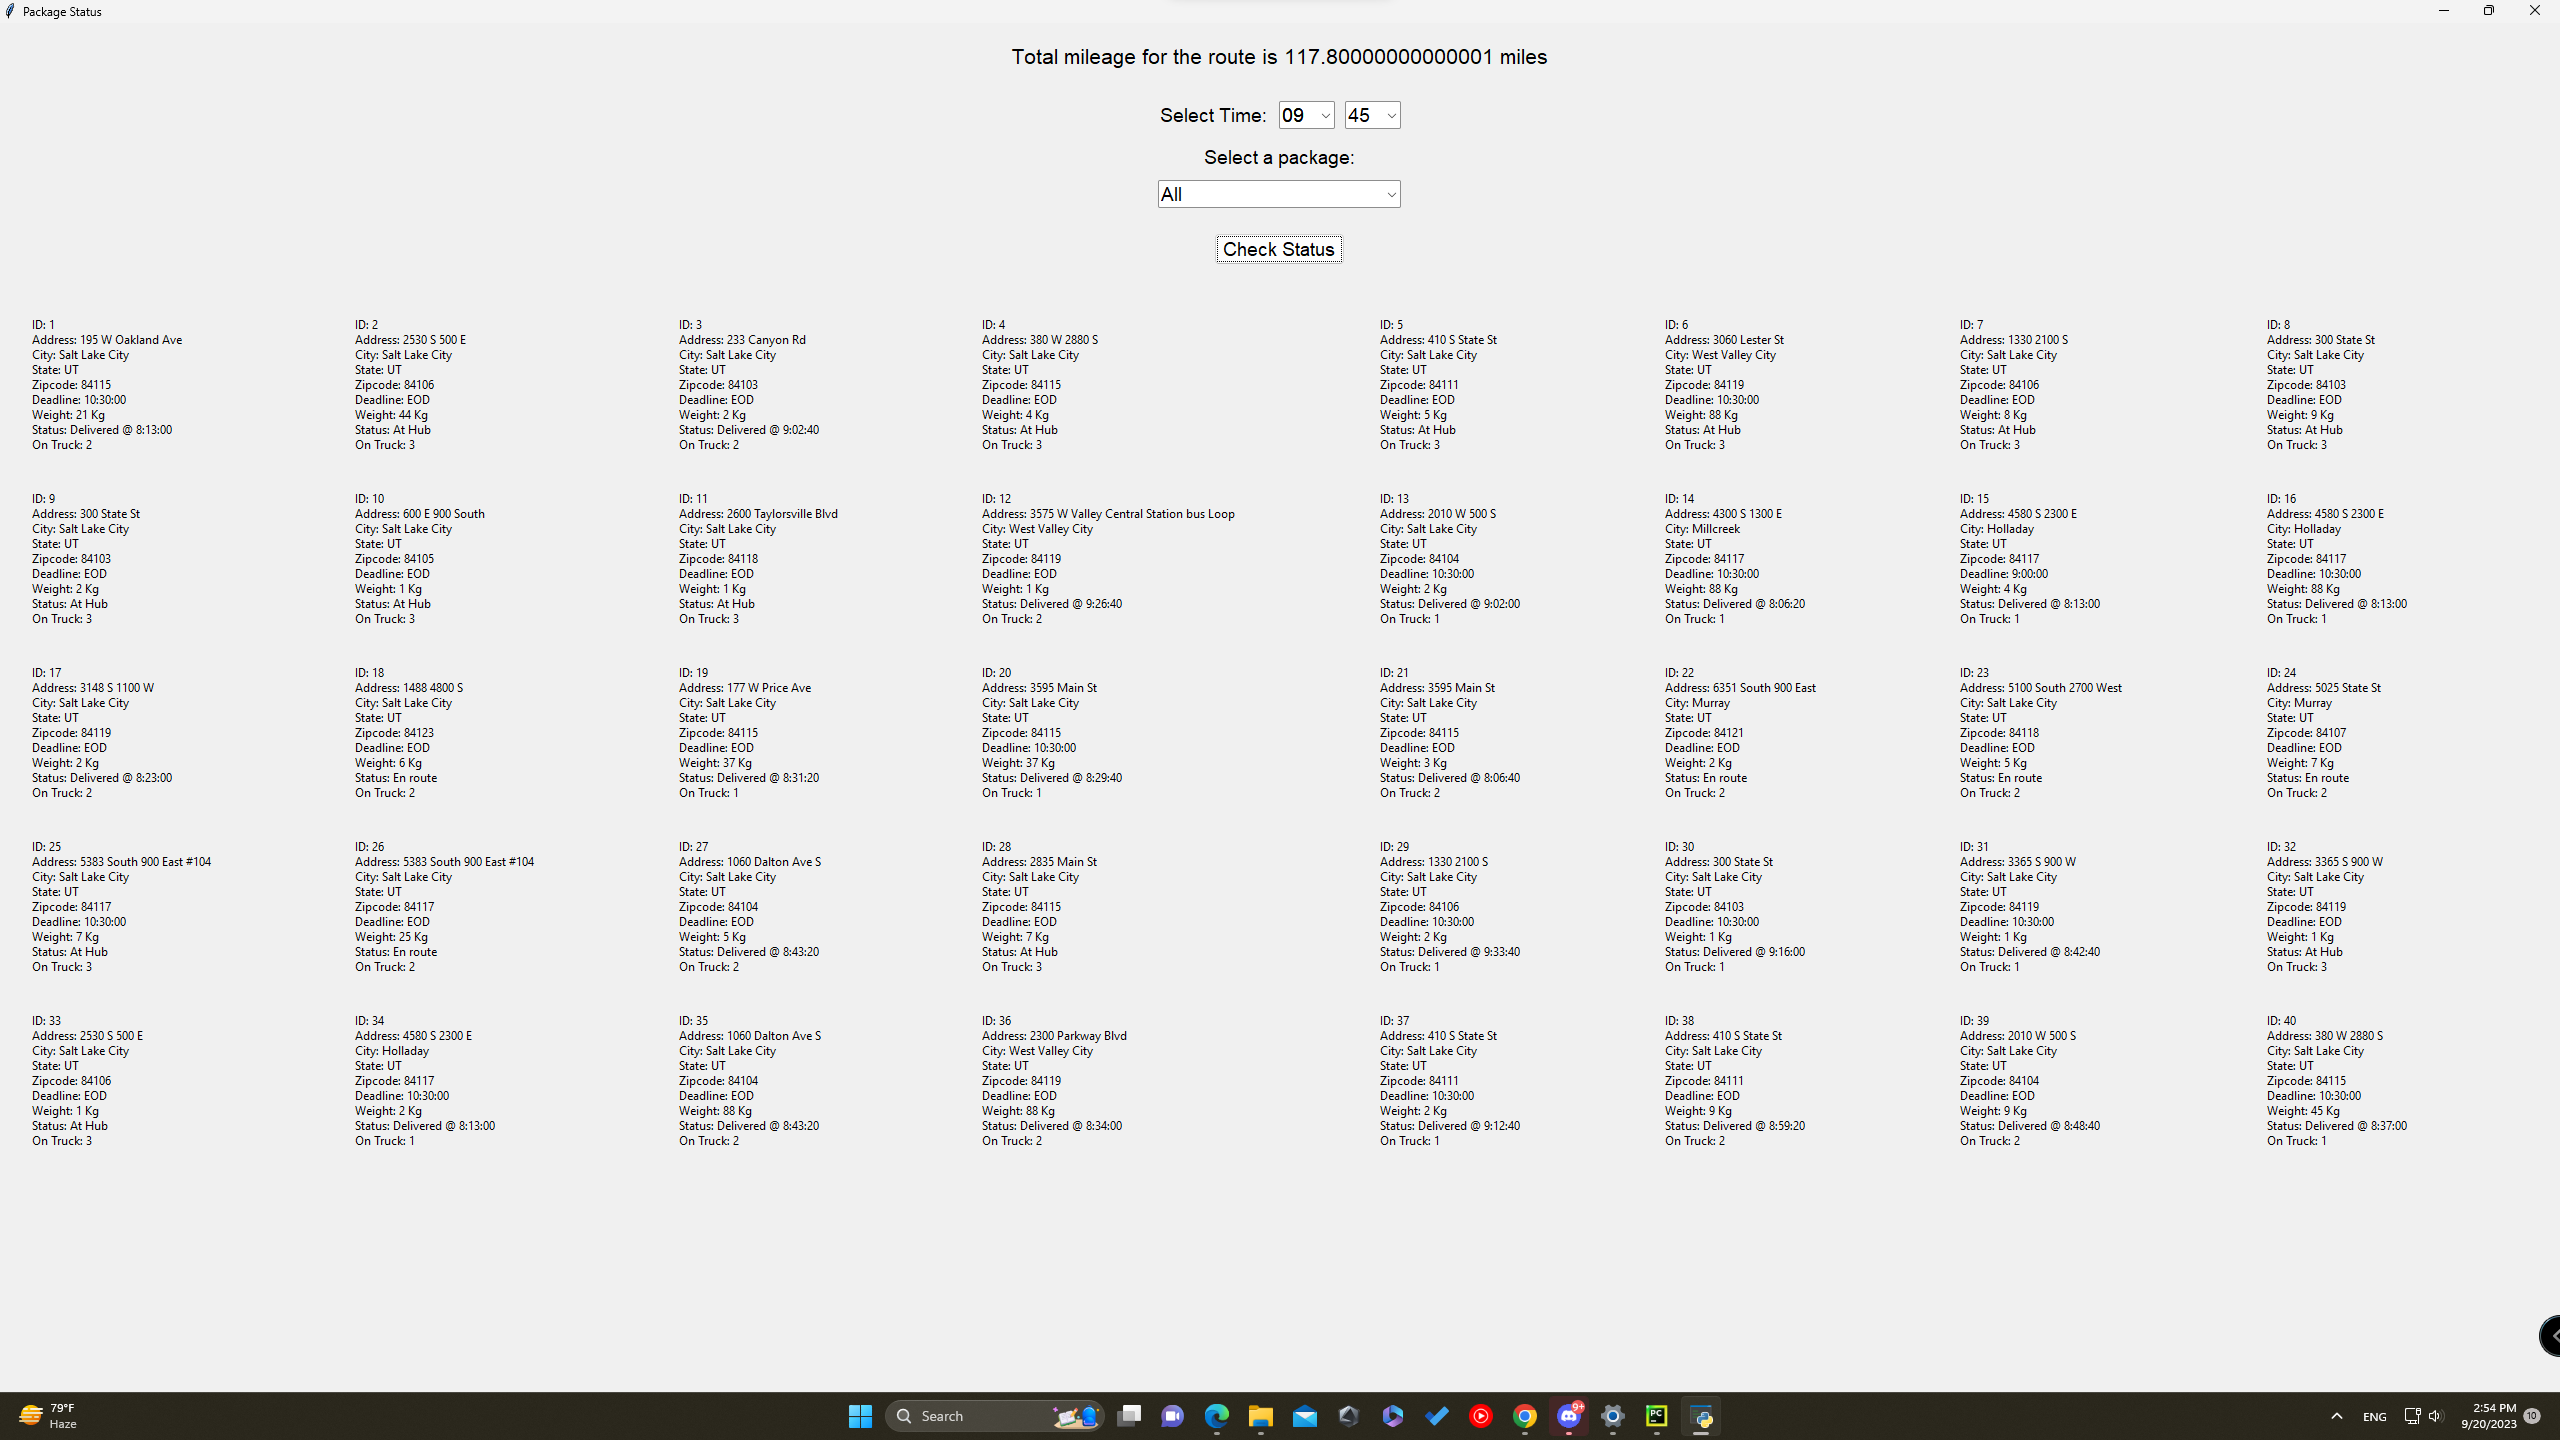 Package Status
Total mileage for the route is 117.80000000000001 miles
Select Time: 09 45
Select a package:
All
Check Status
ID: 1
Address: 195 W Oakland Ave
City: Salt Lake City
State: UT
Zipcode: 84115
Deadline: 10:30:00
Weight: 21 Kg
Status: Delivered @ 8:13:00
On Truck: 2
ID: 2
Address: 2530 S 500 E
City: Salt Lake City
State: UT
Zipcode: 84106
Deadline: EOD
Weight: 44 Kg
Status: At Hub
On Truck: 3
ID: 3
Address: 233 Canyon Rd
City: Salt Lake City
State: UT
Zipcode: 84103
Deadline: EOD
Weight: 2 Kg
Status: Delivered @ 9:02:40
On Truck: 2
ID: 4
Address: 380 W 2880 S
City: Salt Lake City
State: UT
Zipcode: 84115
Deadline: EOD
Weight: 4 Kg
Status: At Hub
On Truck: 3
ID: 5
Address: 410 S State St
City: Salt Lake City
State: UT
Zipcode: 84111
Deadline: EOD
Weight: 5 Kg
Status: At Hub
On Truck: 3
ID: 6
Address: 3060 Lester St
City: West Valley City
State: UT
Zipcode: 84119
Deadline: 10:30:00
Weight: 88 Kg
Status: At Hub
On Truck: 3
ID: 7
Address: 1330 2100 S
City: Salt Lake City
State: UT
Zipcode: 84106
Deadline: EOD
Weight: 8 Kg
Status: At Hub
On Truck: 3
ID: 8
Address: 300 State St
City: Salt Lake City
State: UT
Zipcode: 84103
Deadline: EOD
Weight: 9 Kg
Status: At Hub
On Truck: 3
ID: 9
Address: 300 State St
City: Salt Lake City
State: UT
Zipcode: 84103
Deadline: EOD
Weight: 2 Kg
Status: At Hub
On Truck: 3
ID: 10
Address: 600 E 900 South
City: Salt Lake City
State: UT
Zipcode: 84105
Deadline: EOD
Weight: 1 Kg
Status: At Hub
On Truck: 3
ID: 11
Address: 2600 Taylorsville Blvd
City: Salt Lake City
State: UT
Zipcode: 84118
Deadline: EOD
Weight: 1 Kg
Status: At Hub
On Truck: 3
ID: 12
Address: 3575 W Valley Central Station bus Loop
City: West Valley City
State: UT
Zipcode: 84119
Deadline: EOD
Weight: 1 Kg
Status: Delivered @ 9:26:40
On Truck: 2
ID: 13
Address: 2010 W 500 S
City: Salt Lake City
State: UT
Zipcode: 84104
Deadline: 10:30:00
Weight: 2 Kg
Status: Delivered @ 9:02:00
On Truck: 1
ID: 14
Address: 4300 S 1300 E
City: Millcreek
State: UT
Zipcode: 84117
Deadline: 10:30:00
Weight: 88 Kg
Status: Delivered @ 8:06:20
On Truck: 1
ID: 15
Address: 4580 S 2300 E
City: Holladay
State: UT
Zipcode: 84117
Deadline: 9:00:00
Weight: 4 Kg
Status: Delivered @ 8:13:00
On Truck: 1
ID: 16
Address: 4580 S 2300 E
City: Holladay
State: UT
Zipcode: 84117
Deadline: 10:30:00
Weight: 88 Kg
Status: Delivered @ 8:13:00
On Truck: 1
ID: 17
Address: 3148 S 1100 W
City: Salt Lake City
State: UT
Zipcode: 84119
Deadline: EOD
Weight: 2 Kg
Status: Delivered @ 8:23:00
On Truck: 2
ID: 18
Address: 1488 4800 S
City: Salt Lake City
State: UT
Zipcode: 84123
Deadline: EOD
Weight: 6 Kg
Status: En route
On Truck: 2
ID: 19
Address: 177 W Price Ave
City: Salt Lake City
State: UT
Zipcode: 84115
Deadline: EOD
Weight: 37 Kg
Status: Delivered @ 8:31:20
On Truck: 1
ID: 20
Address: 3595 Main St
City: Salt Lake City
State: UT
Zipcode: 84115
Deadline: 10:30:00
Weight: 37 Kg
Status: Delivered @ 8:29:40
On Truck: 1
ID: 21
Address: 3595 Main St
City: Salt Lake City
State: UT
Zipcode: 84115
Deadline: EOD
Weight: 3 Kg
Status: Delivered @ 8:06:40
On Truck: 2
ID: 22
Address: 6351 South 900 East
City: Murray
State: UT
Zipcode: 84121
Deadline: EOD
Weight: 2 Kg
Status: En route
On Truck: 2
ID: 23
Address: 5100 South 2700 West
City: Salt Lake City
State: UT
Zipcode: 84118
Deadline: EOD
Weight: 5 Kg
Status: En route
On Truck: 2
ID: 24
Address: 5025 State St
City: Murray
State: UT
Zipcode: 84107
Deadline: EOD
Weight: 7 Kg
Status: En route
On Truck: 2
ID: 25
Address: 5383 South 900 East #104
City: Salt Lake City
State: UT
Zipcode: 84117
Deadline: 10:30:00
Weight: 7 Kg
Status: At Hub
On Truck: 3
ID: 26
Address: 5383 South 900 East #104
City: Salt Lake City
State: UT
Zipcode: 84117
Deadline: EOD
Weight: 25 Kg
Status: En route
On Truck: 2
ID: 27
Address: 1060 Dalton Ave S
City: Salt Lake City
State: UT
Zipcode: 84104
Deadline: EOD
Weight: 5 Kg
Status: Delivered @ 8:43:20
On Truck: 2
ID: 28
Address: 2835 Main St
City: Salt Lake City
State: UT
Zipcode: 84115
Deadline: EOD
Weight: 7 Kg
Status: At Hub
On Truck: 3
ID: 29
Address: 1330 2100 S
City: Salt Lake City
State: UT
Zipcode: 84106
Deadline: 10:30:00
Weight: 2 Kg
Status: Delivered @ 9:33:40
On Truck: 1
ID: 30
Address: 300 State St
City: Salt Lake City
State: UT
Zipcode: 84103
Deadline: 10:30:00
Weight: 1 Kg
Status: Delivered @ 9:16:00
On Truck: 1
ID: 31
Address: 3365 S 900 W
City: Salt Lake City
State: UT
Zipcode: 84119
Deadline: 10:30:00
Weight: 1 Kg
Status: Delivered @ 8:42:40
On Truck: 1
ID: 32
Address: 3365 S 900 W
City: Salt Lake City
State: UT
Zipcode: 84119
Deadline: EOD
Weight: 1 Kg
Status: At Hub
On Truck: 3
ID: 33
Address: 2530 S 500 E
City: Salt Lake City
State: UT
Zipcode: 84106
Deadline: EOD
Weight: 1 Kg
Status: At Hub
On Truck: 3
ID: 34
Address: 4580 S 2300 E
City: Holladay
State: UT
Zipcode: 84117
Deadline: 10:30:00
Weight: 2 Kg
Status: Delivered @ 8:13:00
On Truck: 1
ID: 35
Address: 1060 Dalton Ave S
City: Salt Lake City
State: UT
Zipcode: 84104
Deadline: EOD
Weight: 88 Kg
Status: Delivered @ 8:43:20
On Truck: 2
ID: 36
Address: 2300 Parkway Blvd
City: West Valley City
State: UT
Zipcode: 84119
Deadline: EOD
Weight: 88 Kg
Status: Delivered @ 8:34:00
On Truck: 2
ID: 37
Address: 410 S State St
City: Salt Lake City
State: UT
Zipcode: 84111
Deadline: 10:30:00
Weight: 2 Kg
Status: Delivered @ 9:12:40
On Truck: 1
ID: 38
Address: 410 S State St
City: Salt Lake City
State: UT
Zipcode: 84111
Deadline: EOD
Weight: 9 Kg
Status: Delivered @ 8:59:20
On Truck: 2
ID: 39
Address: 2010 W 500 S
City: Salt Lake City
State: UT
Zipcode: 84104
Deadline: EOD
Weight: 9 Kg
Status: Delivered @ 8:48:40
On Truck: 2
ID: 40
Address: 380 W 2880 S
City: Salt Lake City
State: UT
Zipcode: 84115
Deadline: 10:30:00
Weight: 45 Kg
Status: Delivered @ 8:37:00
On Truck: 1
79°F
Haze
Search
9+
PC
ENG
2:54 PM
9/20/2023
10